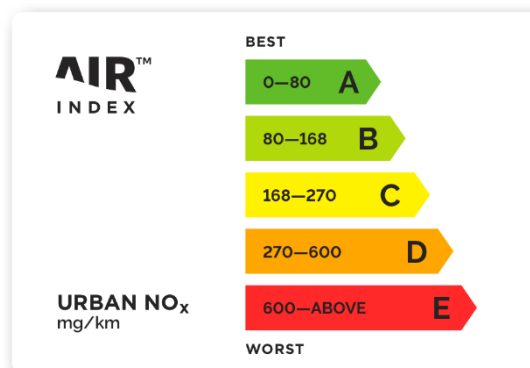 AIR™
INDEX
BEST
0—80 A
80—168 B
168—270 C
270—600 D
600—ABOVE E
WORST
URBAN NOx
mg/km